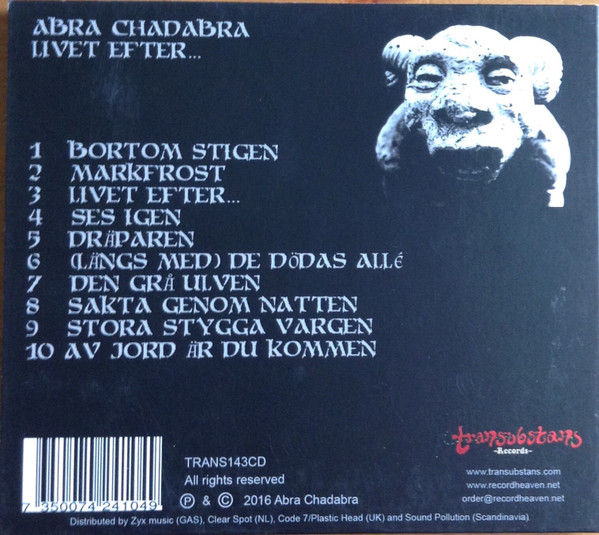 ABRA CHADABRA
LIVET EFTER...
1 BORTOM STIGEN
2 MARKFROST
3 LIVET EFTER...
4 SES IGEN
5 DRÄPAREN
6 (LÄNGS MED) DE DÖDAS ALLÉ
7 DEN GRÅ ULVEN
8 SAKTA GENOM NATTEN
9 STORA STYGGA VARGEN
10 AV JORD ÄR DU KOMMEN
transubstans
-Records-
TRANS143CD
All rights reserved
Ⓟ & © 2016 Abra Chadabra
www.transubstans.com
www.recordheaven.net
order@recordheaven.net
7 350074 241049
Distributed by Zyx music (GAS), Clear Spot (NL), Code 7/Plastic Head (UK) and Sound Pollution (Scandinavia)